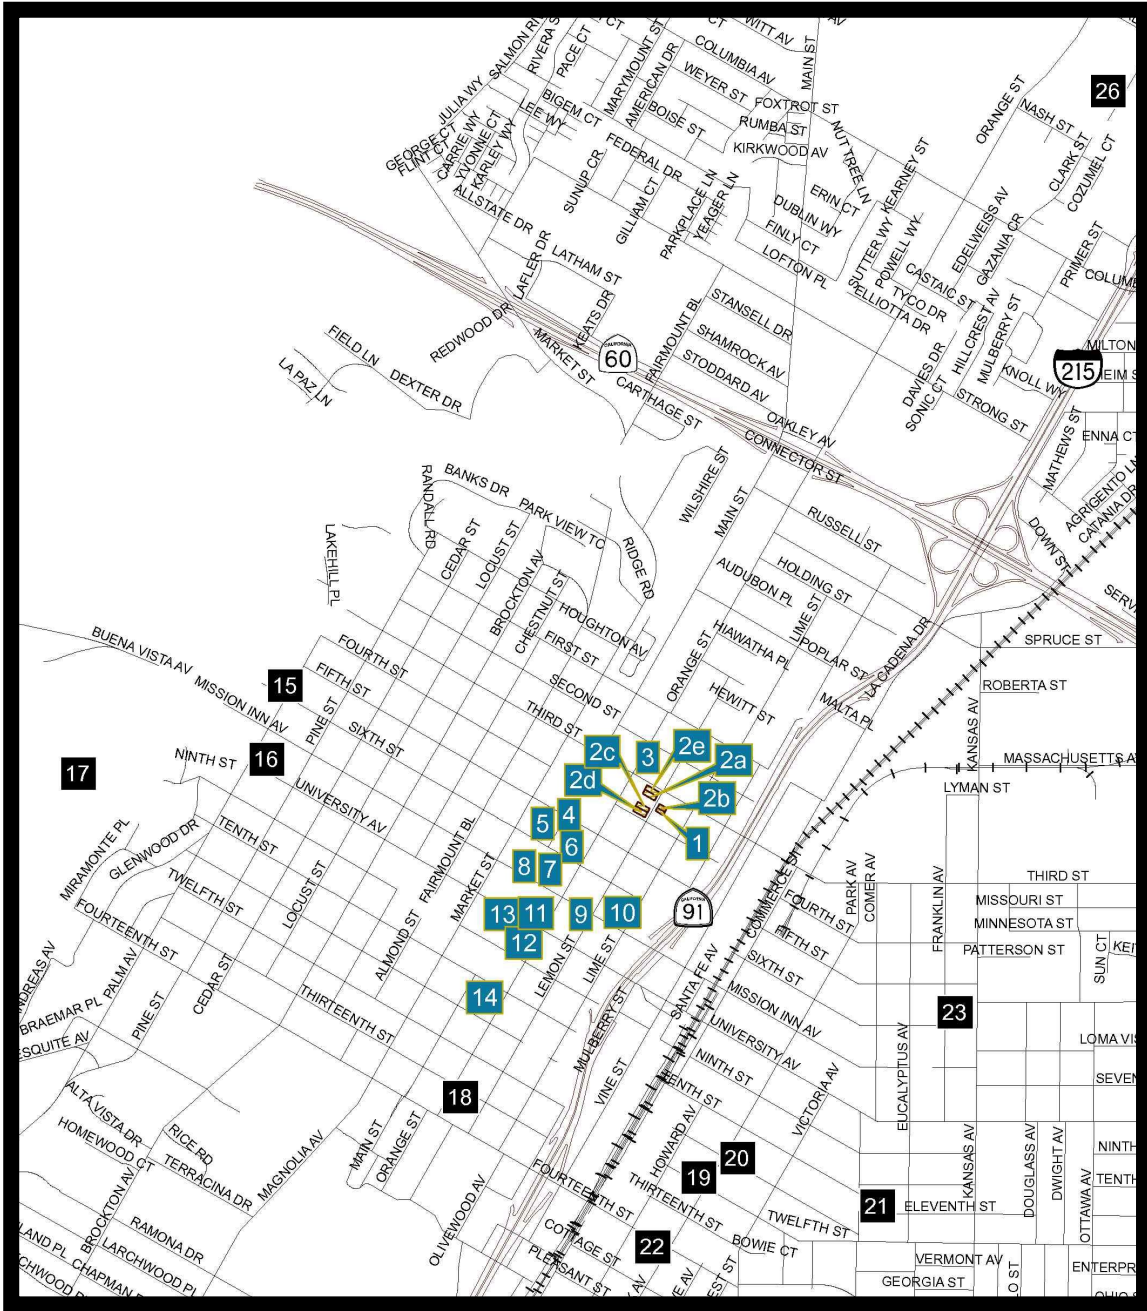 WITT AV
MAIN ST
CT
CT
SALMON RI
RIVERA S
PACE CT
MARYMOUNT ST
AMERICAN DR
COLUMBIA AV
WEYER ST
FOXTROT ST
ORANGE ST
26
JULIA WY
BIGEM CT
LEE WY
BOISE ST
RUMBA ST
NASH ST
GEORGE CT
FLINT CT
CARRIE WY
YVONNE CT
KARLEY WY
FEDERAL DR
KIRKWOOD AV
NUT TREE LN
KEARNEY ST
CLARK ST
COZUMEL CT
SUNUP CR
GILLIAM CT
PARKPLACE LN
YEAGER LN
ERIN CT
DUBLIN WY
FINLY CT
LOFTON PL
SUTTER WY
POWELL WY
EDELWEISS AV
GAZANIA CR
PRIMER ST
ALLSTATE DR
LAFLER DR
LATHAM ST
KEATS DR
CASTAIC ST
TYCO DR
ELLIOTTA DR
COLUM
STANSELL DR
SHAMROCK AV
STODDARD AV
FAIRMOUNT BL
DAVIES DR
SONIC CT
HILLCREST AV
MULBERRY ST
MILTON
HEIM S
FIELD LN
LA PAZ LN
DEXTER DR
REDWOOD DR
MARKET ST
CALIFORNIA
60
215
KNOLL WY
STRONG ST
CARTHAGE ST
OAKLEY AV
CONNECTOR ST
MATHEWS ST
ENNA CT
AGRIGENTO LN
CATANIA DR
RANDALL RD
BANKS DR
PARK VIEW TC
WILSHIRE ST
MAIN ST
RUSSELL ST
DOWN ST
LAKEHILL PL
CEDAR ST
LOCUST ST
BROCKTON AV
CHESTNUT ST
RIDGE RD
AUDUBON PL
HOLDING ST
LIME ST
SERVI
HOUGHTON AV
FIRST ST
HIAWATHA PL
POPLAR ST
LA CADENA DR
SPRUCE ST
BUENA VISTA AV
FOURTH ST
SECOND ST
ORANGE ST
HEWITT ST
MALTA PL
ROBERTA ST
KANSAS AV
15
FIFTH ST
THIRD ST
MISSION INN AV
PINE ST
SIXTH ST
17
NINTH ST
16
UNIVERSITY AV
2c
3
2e
2a
2d
2b
1
MASSACHUSETTS A
LYMAN ST
5
4
6
8
7
MIRAMONTE PL
GLENWOOD DR
TENTH ST
TWELFTH ST
LOCUST ST
FAIRMOUNT BL
MARKET ST
13
11
12
9
10
CALIFORNIA
91
COMMERCE ST
PARK AV
COMER AV
THIRD ST
FOURTEENTH ST
ALMOND ST
LEMON ST
LIME ST
FOURTH ST
FIFTH ST
SIXTH ST
FRANKLIN AV
MISSOURI ST
MINNESOTA ST
PATTERSON ST
SUN CT
KEI
NDREAS AV
PALM AV
BRAEMAR PL
ESQUITE AV
PINE ST
CEDAR ST
THIRTEENTH ST
14
SANTA FE AV
MISSION INN AV
UNIVERSITY AV
23
LOMA VIS
MULBERRY ST
VINE ST
NINTH ST
TENTH ST
VICTORIA AV
EUCALYPTUS AV
SEVEN
ALTA VISTA DR
HOMEWOOD CT
RICE RD
TERRACINA DR
MAGNOLIA AV
18
MAIN ST
ORANGE ST
HOWARD AV
20
19
KANSAS AV
DOUGLASS AV
DWIGHT AV
OTTAWA AV
NINTH
TENTH
BROCKTON AV
OLIVEWOOD AV
FOURTEENTH ST
THIRTEENTH ST
TWELFTH ST
21
ELEVENTH ST
LAND PL
CHWOOD P
RAMONA DR
LARCHWOOD PL
CHAPMAN P
COTTAGE ST
PLEASANT ST
22
BOWIE CT
VERMONT AV
GEORGIA ST
ENTERPR